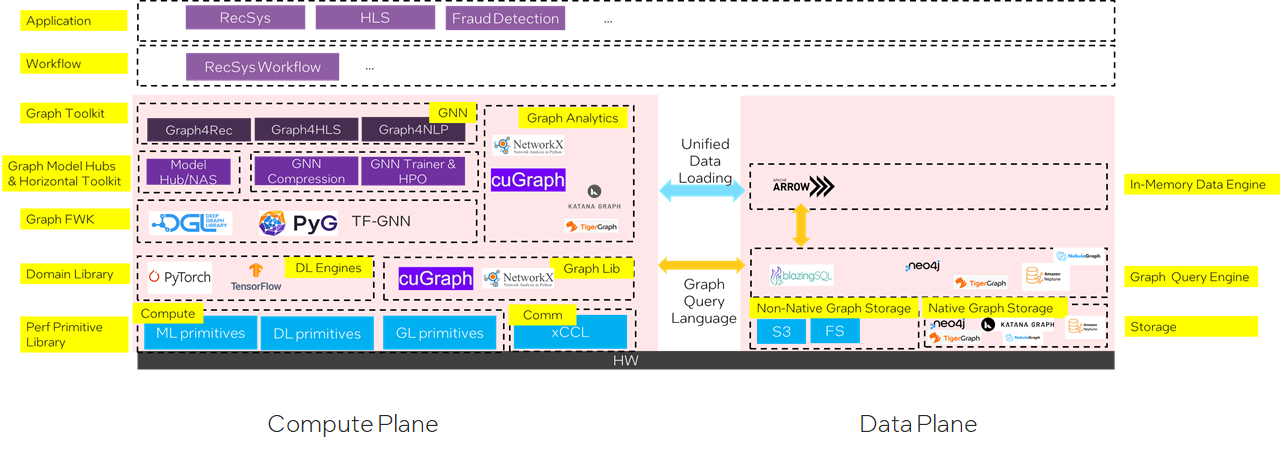 Application
RecSys
HLS
Fraud Detection
...
Workflow
RecSys Workflow
...
Graph Toolkit
GNN
Graph4Rec
Graph4HLS
Graph4NLP
Graph Model Hubs
& Horizontal Toolkit
Model
Hub/NAS
GNN
Compression
GNN Trainer &
HPO
Graph FWK
DGL
DEEP
GRAPH
LIBRARY
PyG
TF-GNN
Graph Analytics
NetworkX
Network Analysis in Python
cuGraph
KATANA GRAPH
TigerGraph
Domain Library
PyTorch
TensorFlow
DL Engines
cuGraph
NetworkX
Network Analysis in Python
Graph Lib
Perf Primitive
Library
Compute
ML primitives
DL primitives
GL primitives
Comm
xCCL
HW
Unified
Data
Loading
Graph
Query
Language
APACHE
ARROW
In-Memory Data Engine
blazingSQL
neo4j
TigerGraph
Amazon
Neptune
NebulaGraph
Graph Query Engine
Non-Native Graph Storage
S3
FS
Native Graph Storage
neo4j
KATANA GRAPH
Amazon
Neptune
TigerGraph
NebulaGraph
Storage
Compute Plane
Data Plane